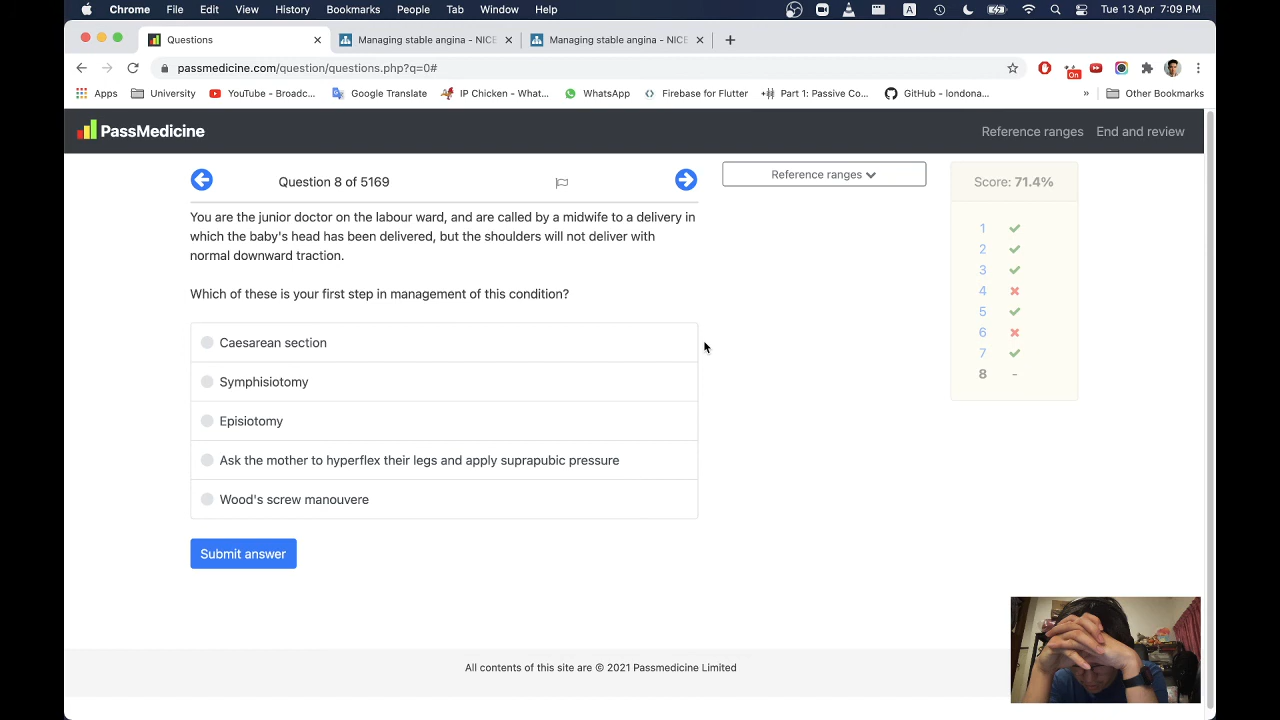 Chrome File Edit View History Bookmarks People Tab Window Help A Tue 13 Apr 7:09 PM
Questions Managing stable angina - NICE Managing stable angina - NICE
passmedicine.com/question/questions.php?q=0# On
Apps University YouTube - Broadc... Google Translate IP Chicken - What... WhatsApp Firebase for Flutter Part 1: Passive Co... GitHub - londona... » Other Bookmarks
PassMedicine Reference ranges End and review
Question 8 of 5169 Reference ranges Score: 71.4%
You are the junior doctor on the labour ward, and are called by a midwife to a delivery in
which the baby's head has been delivered, but the shoulders will not deliver with
normal downward traction.
Which of these is your first step in management of this condition?
Caesarean section
Symphisiotomy
Episiotomy
Ask the mother to hyperflex their legs and apply suprapubic pressure
Wood's screw manouvere
Submit answer
1
2
3
4
5
6
7
8 -
All contents of this site are © 2021 Passmedicine Limited